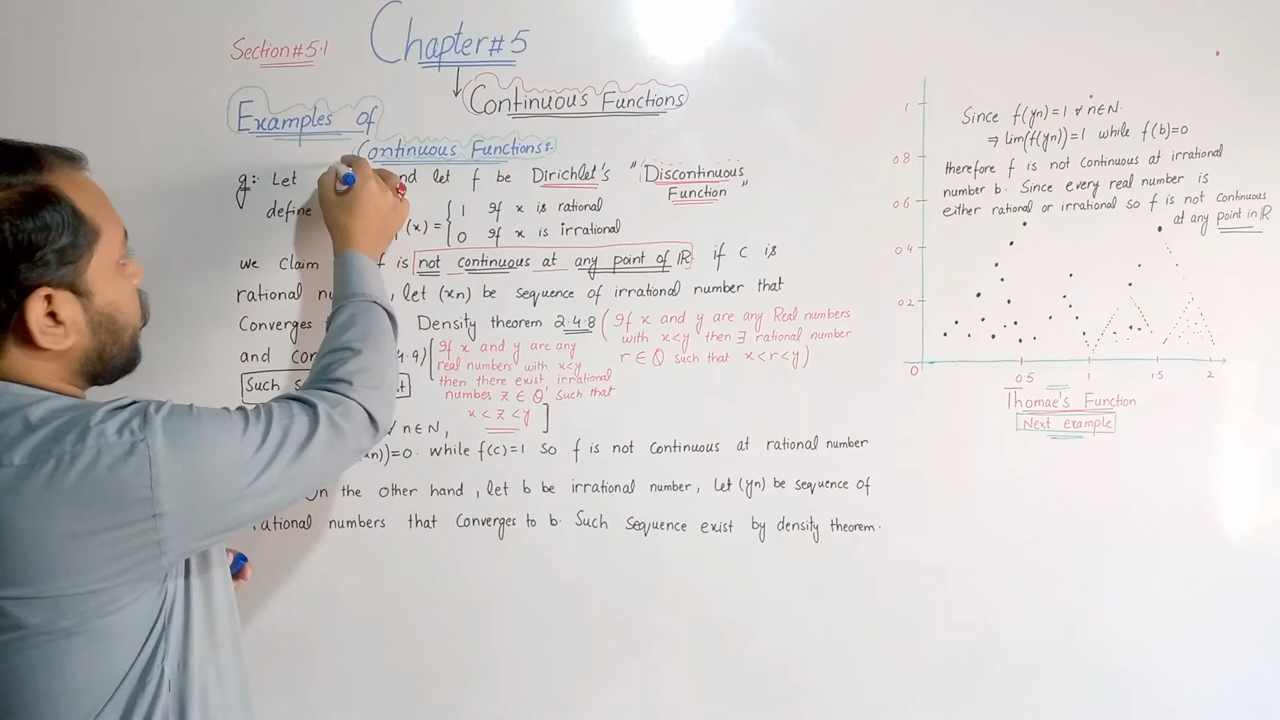 Section#5.1
Chapter#5
Continuous Functions
Examples of
Continuous Functions:-
g:- Let nd let f be Dirichlet's "Discontinuous
Function"
define
(x) = { 1 If x is rational
0 If x is irrational
we claim f is not continuous at any point of IR. if c is
rational nu , let (xn) be sequence of irrational number that
Converges Density theorem 2.4.8 (If x and y are any Real numbers
with x<y then ∃ rational number
r ∈ Q such that x<r<y)
and cor 4.9) [If x and y are any
real numbers with x<y
then there exist irrational
number z ∈ Q' such that
x < z < y]
Such s t
∀ n∈N,
n))=0. while f(c)=1 so f is not Continuous at rational number
n the other hand, let b be irrational number, Let (yn) be sequence of
ational numbers that Converges to b. Such Sequence exist by density theorem.
Since f(yn)=1 ∀ n∈N.
⇒ lim(f(yn))=1 while f(b)=0
therefore f is not Continuous at irrational
number b. Since every real number is
either rational or irrational so f is not continuous
at any point in IR
1
0.8
0.6
0.4
0.2
0
0.5 1 1.5 2
Thomae's Function
Next example